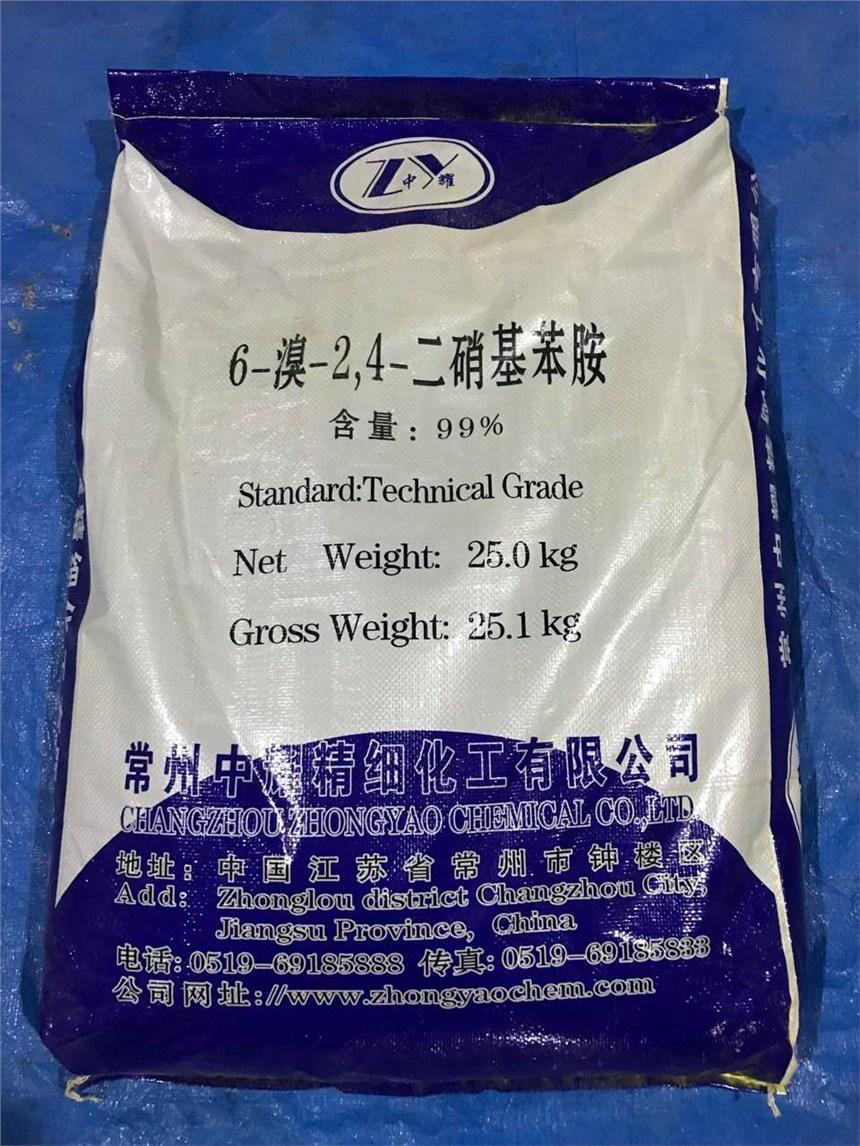 ZY 中耀
6-溴-2,4-二硝基苯胺
含量: 99%
Standard:Technical Grade
Net Weight: 25.0 kg
Gross Weight: 25.1 kg
常州中耀精细化工有限公司
CHANGZHOU ZHONGYAO CHEMICAL CO.,LTD
地址: 中国江苏省常州市钟楼区
Add: Zhonglou district Changzhou City,
Jiangsu Province, China
电话: 0519-69185888 传真: 0519-69185833
公司网址://www.zhongyaochem.com